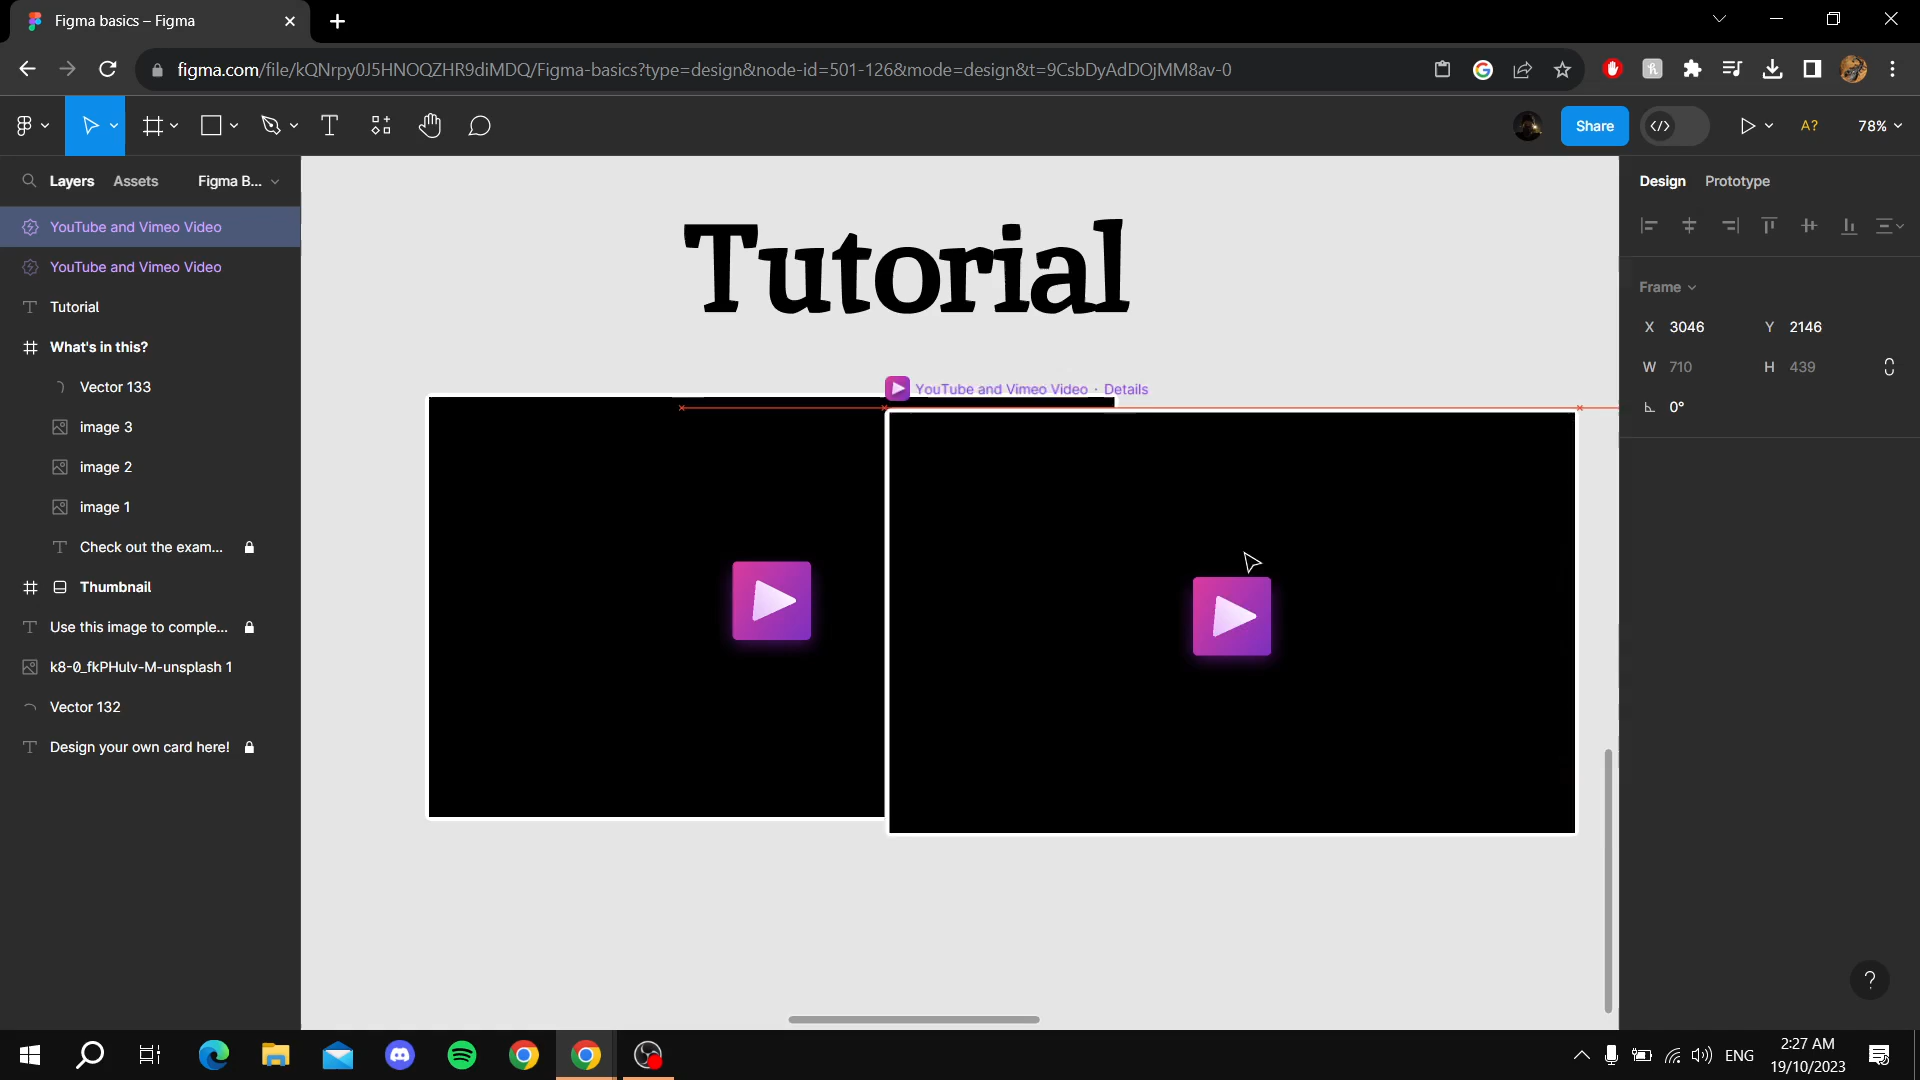 Figma basics – Figma
figma.com/file/kQNrpy0J5HNOQZHR9diMDQ/Figma-basics?type=design&node-id=501-126&mode=design&t=9CsbDyAdDOjMM8av-0
Share
A?
78%
Layers
Assets
Figma B...
YouTube and Vimeo Video
YouTube and Vimeo Video
Tutorial
What's in this?
Vector 133
image 3
image 2
image 1
Check out the exam...
Thumbnail
Use this image to comple...
k8-0_fkPHulv-M-unsplash 1
Vector 132
Design your own card here!
Tutorial
YouTube and Vimeo Video · Details
Design
Prototype
Frame
X 3046
Y 2146
W 710
H 439
0°
?
ENG
2:27 AM
19/10/2023